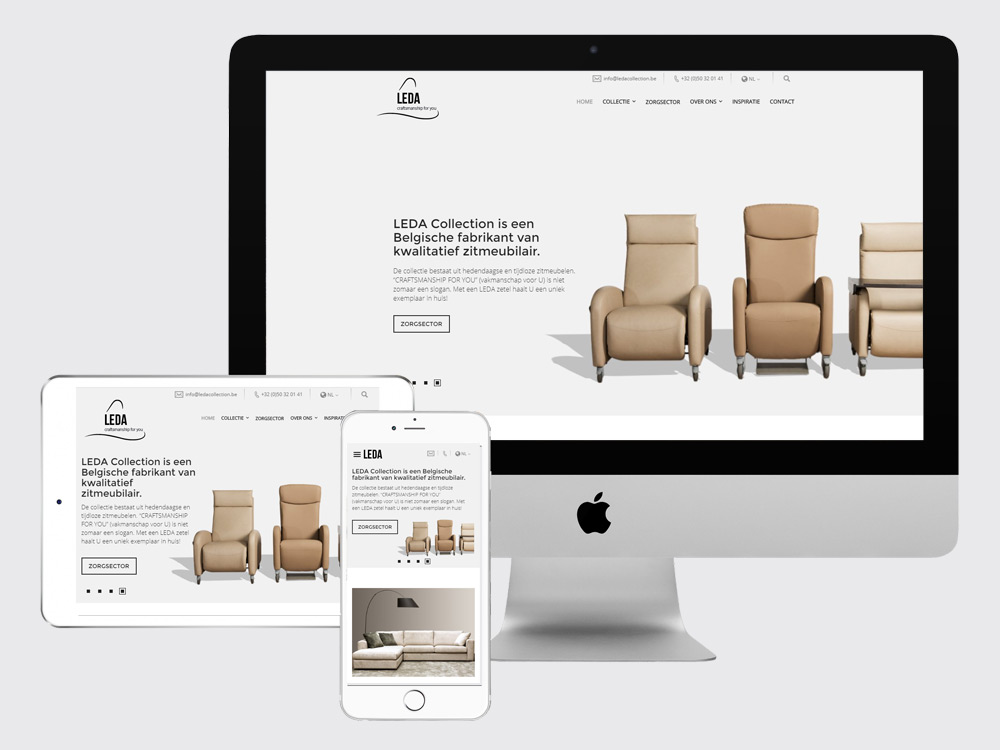 info@ledacollection.be +32 (0)50 32 01 41 NL
LEDA
craftsmanship for you
HOME COLLECTIE ZORGSECTOR OVER ONS INSPIRATIE CONTACT
LEDA Collection is een
Belgische fabrikant van
kwalitatief zitmeubilair.
De collectie bestaat uit hedendaagse en tijdloze zitmeubelen.
"CRAFTSMANSHIP FOR YOU" (vakmanschap voor U) is niet
zomaar een slogan. Met een LEDA zetel haalt U een uniek
exemplaar in huis!
ZORGSECTOR
info@ledacollection.be +32 (0)50 32 01 41 NL
LEDA
craftsmanship for you
HOME COLLECTIE ZORGSECTOR OVER ONS INSPIRAT
LEDA Collection is een
Belgische fabrikant van
kwalitatief
zitmeubilair.
De collectie bestaat uit hedendaagse en
tijdloze zitmeubelen. "CRAFTSMANSHIP
FOR YOU" (vakmanschap voor U) is niet
zomaar een slogan. Met een LEDA zetel
haalt U een uniek exemplaar in huis!
ZORGSECTOR
LEDA NL
LEDA Collection is een Belgische
fabrikant van kwalitatief zitmeubilair.
De collectie bestaat uit hedendaagse en tijdloze
zitmeubelen. "CRAFTSMANSHIP FOR YOU"
(vakmanschap voor U) is niet zomaar een slogan. Met
een LEDA zetel haalt U een uniek exemplaar in huis!
ZORGSECTOR